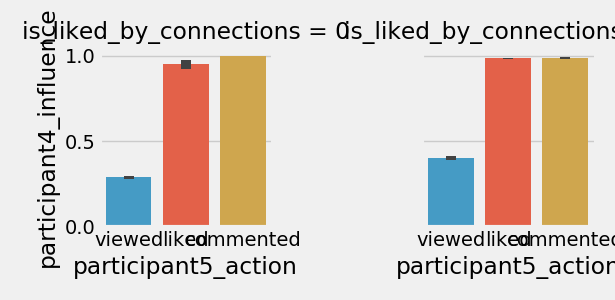 is_liked_by_connections = 0
is_liked_by_connections
participant4_influence
1.0
0.5
0.0
viewed liked commented
viewed liked commented
participant5_action
participant5_action